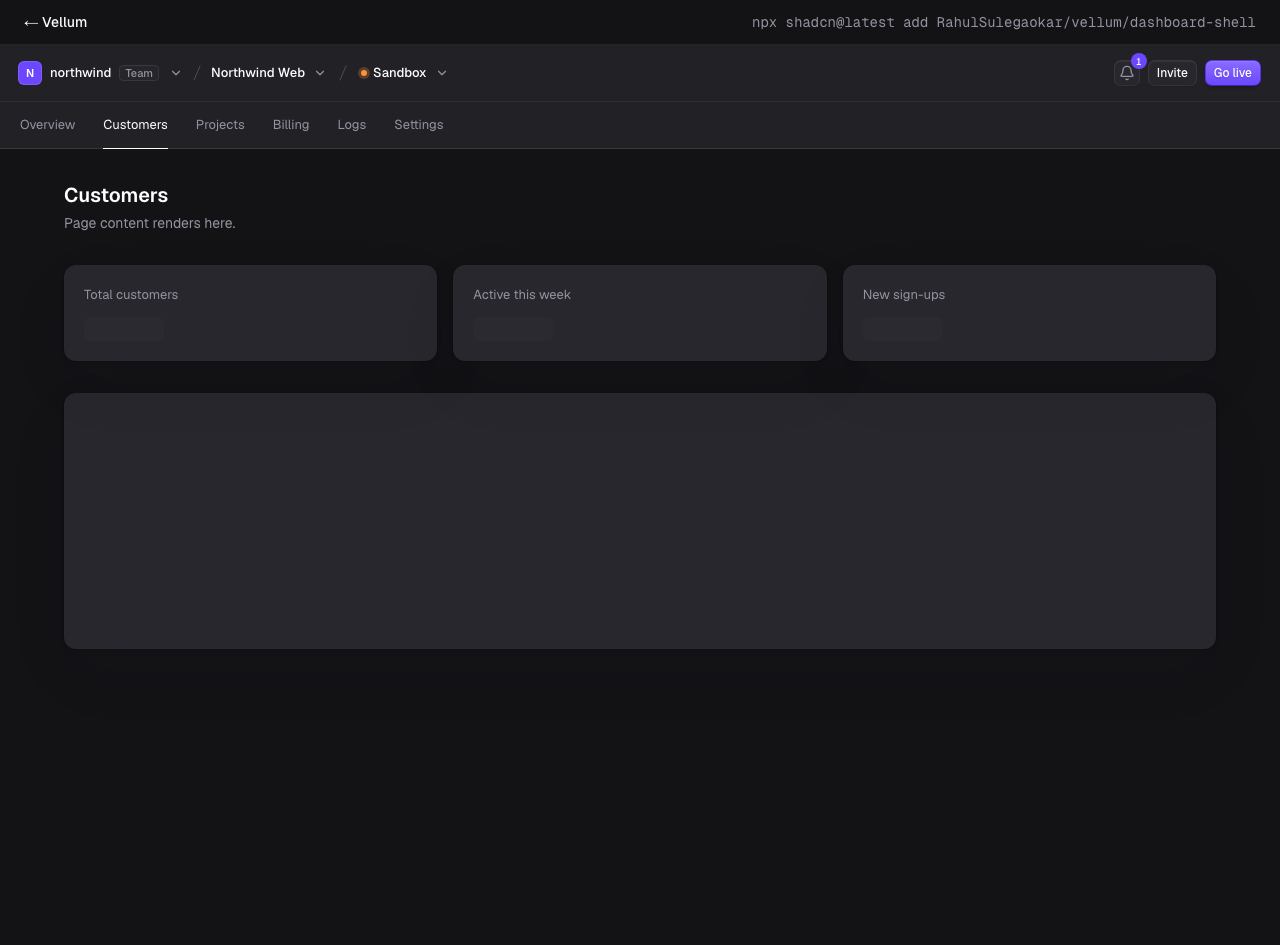 ← Vellum
npx shadcn@latest add RahulSulegaokar/vellum/dashboard-shell
N northwind Team / Northwind Web / Sandbox
1
Invite
Go live
Overview Customers Projects Billing Logs Settings
Customers
Page content renders here.
Total customers
Active this week
New sign-ups